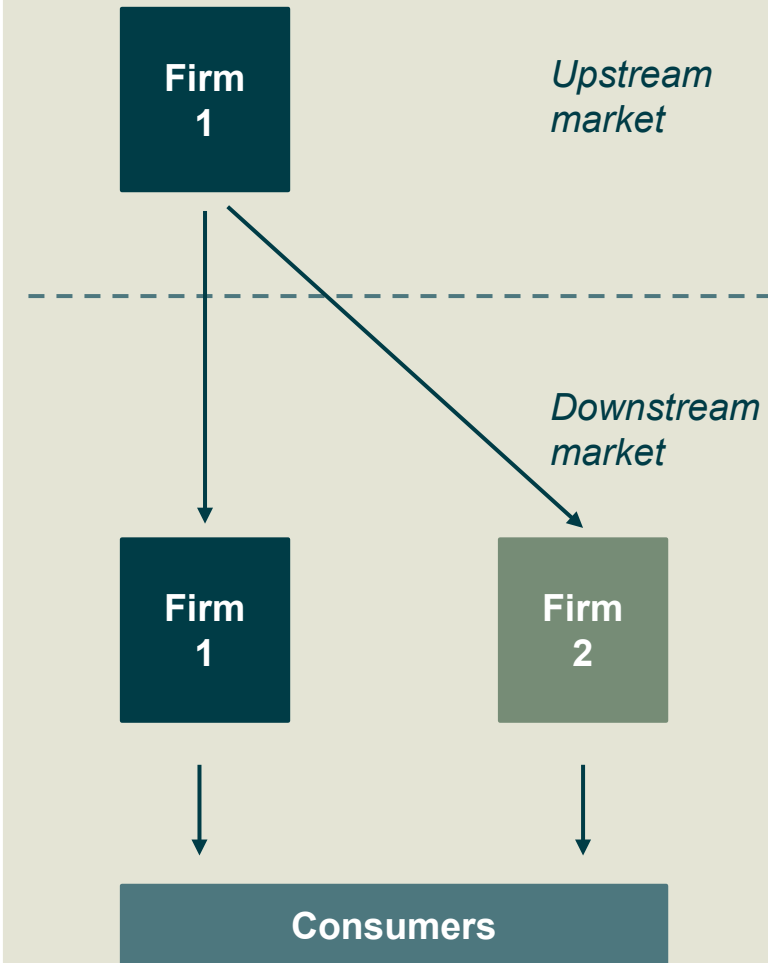 Firm
1
Upstream
market
Downstream
market
Firm
1
Firm
2
Consumers